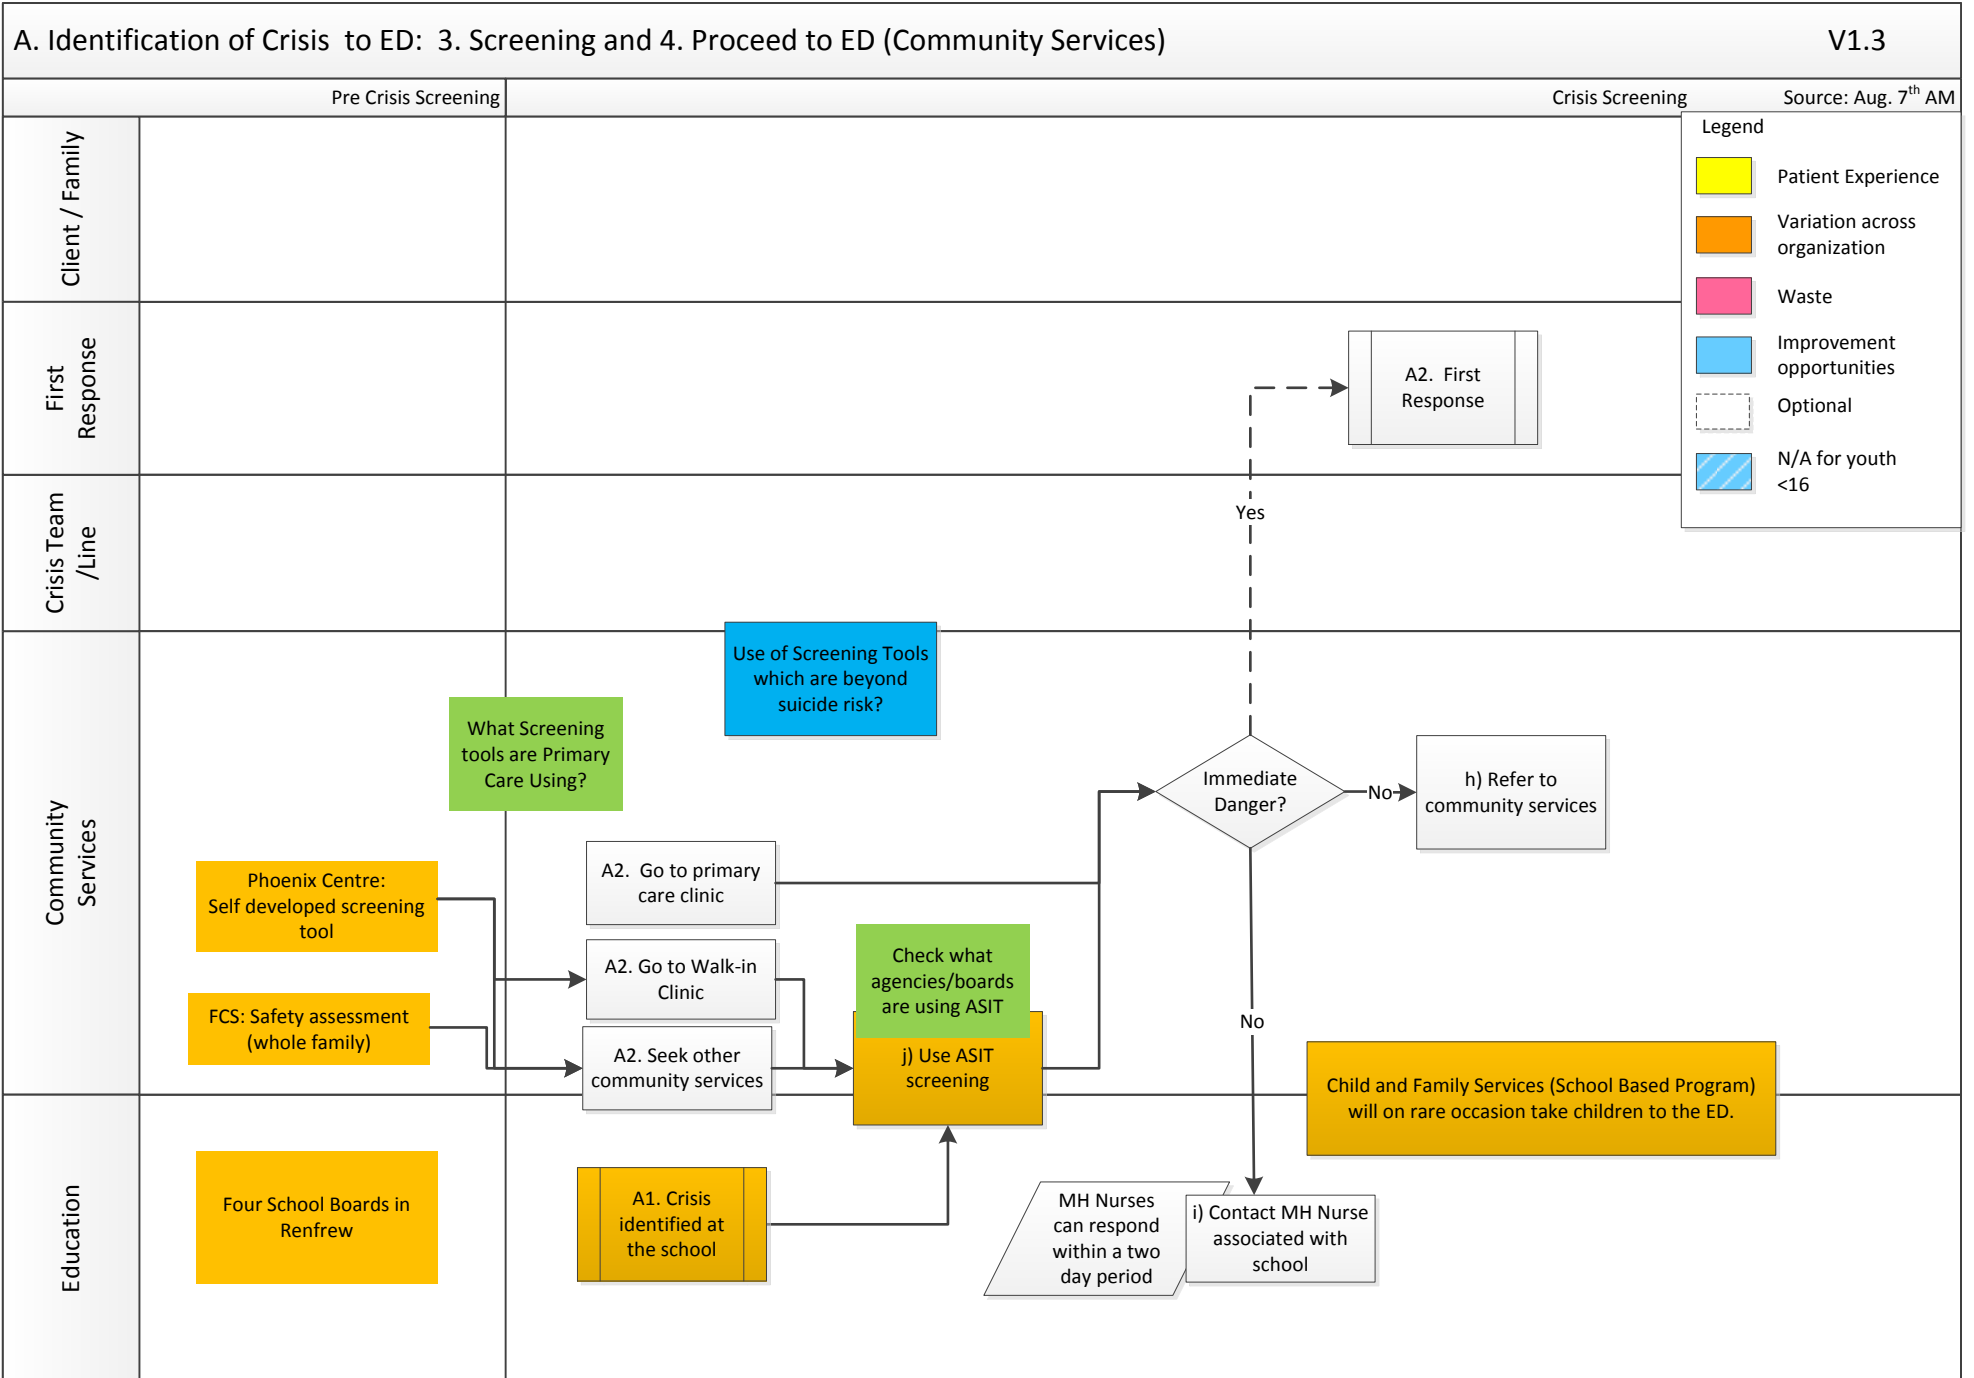 A. Identification of Crisis  to ED:  3. Screening and 4. Proceed to ED (Community Services)
V1.3
Pre Crisis Screening
Crisis Screening
Source: Aug. 7th AM
Legend
Patient Experience
Variation across
organization
Waste
Improvement
opportunities
Optional
N/A for youth
<16
Client / Family
First
Response
A2.  First
Response
Crisis Team
/Line
Yes
Community
Services
Use of Screening Tools
which are beyond
suicide risk?
What Screening
tools are Primary
Care Using?
Immediate
Danger?
No
h) Refer to
community services
Phoenix Centre:
Self developed screening
tool
A2.  Go to primary
care clinic
A2. Go to Walk-in
Clinic
Check what
agencies/boards
are using ASIT
FCS: Safety assessment
(whole family)
A2. Seek other
community services
j) Use ASIT
screening
No
Child and Family Services (School Based Program)
will on rare occasion take children to the ED.
Education
Four School Boards in
Renfrew
A1. Crisis
identified at
the school
MH Nurses
can respond
within a two
day period
i) Contact MH Nurse
associated with
school